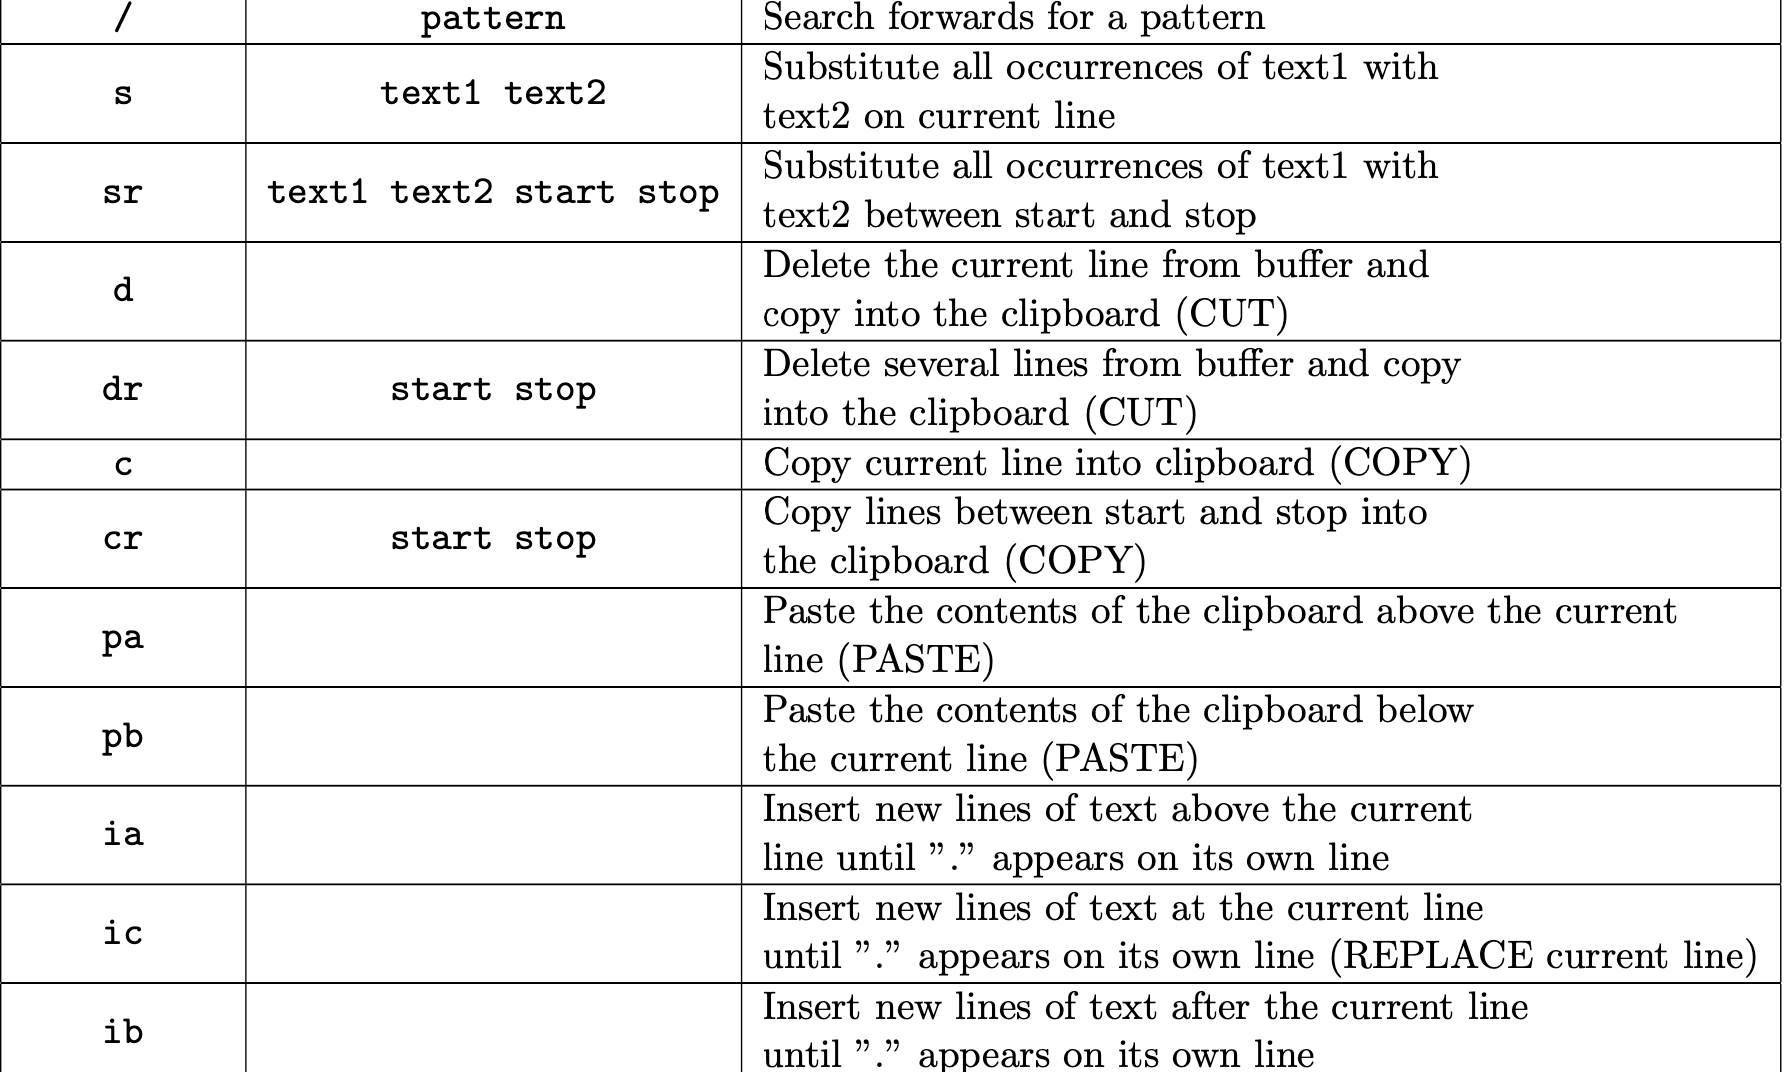 / pattern Search forwards for a pattern
s text1 text2 Substitute all occurrences of text1 with
text2 on current line
sr text1 text2 start stop Substitute all occurrences of text1 with
text2 between start and stop
d Delete the current line from buffer and
copy into the clipboard (CUT)
dr start stop Delete several lines from buffer and copy
into the clipboard (CUT)
c Copy current line into clipboard (COPY)
cr start stop Copy lines between start and stop into
the clipboard (COPY)
pa Paste the contents of the clipboard above the current
line (PASTE)
pb Paste the contents of the clipboard below
the current line (PASTE)
ia Insert new lines of text above the current
line until ”.” appears on its own line
ic Insert new lines of text at the current line
until ”.” appears on its own line (REPLACE current line)
ib Insert new lines of text after the current line
until ”.” appears on its own line